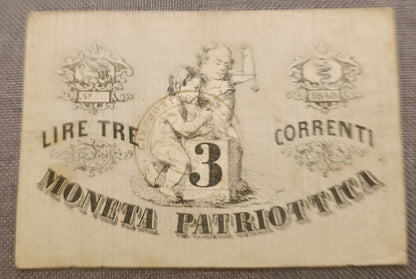 LIRE TRE
3
CORRENTI
MONETA PATRIOTTICA